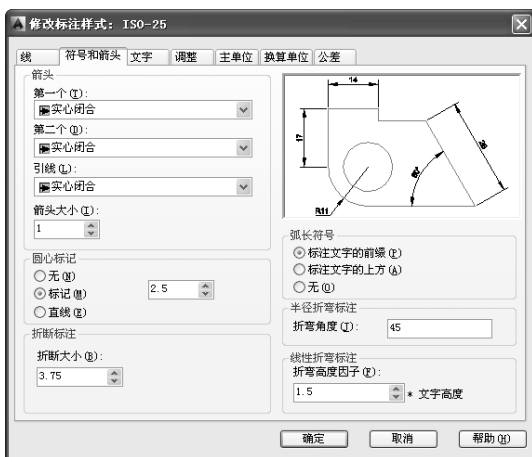 修改标注样式: ISO-25
线 符号和箭头 文字 调整 主单位 换算单位 公差
箭头
第一个(T):
实心闭合
第二个(D):
实心闭合
引线(L):
实心闭合
箭头大小(I):
1
圆心标记
无(N)
标记(M)
2.5
直线(E)
折断标注
折断大小(B):
3.75
14
17
R11
弧长符号
标注文字的前缀(P)
标注文字的上方(A)
无(O)
半径折弯标注
折弯角度(J):
45
线性折弯标注
折弯高度因子(F):
1.5
* 文字高度
确定 取消 帮助(H)